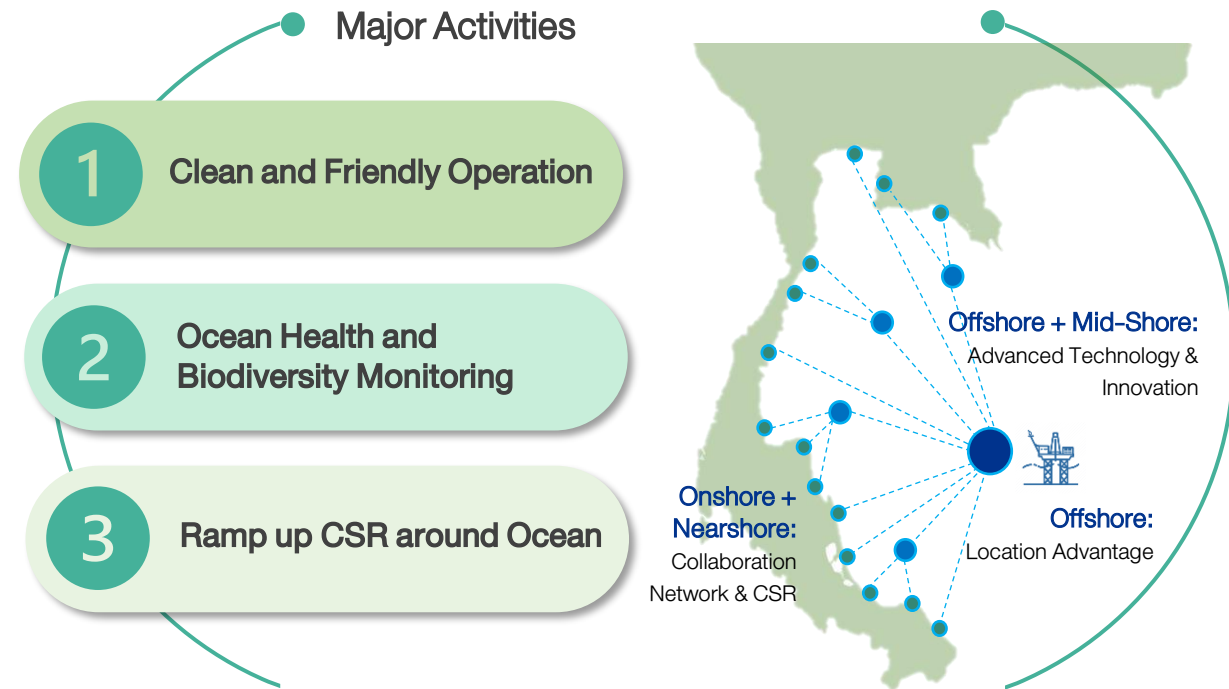 Major Activities
1
Clean and Friendly Operation
2
Ocean Health and
Biodiversity Monitoring
3
Ramp up CSR around Ocean
Offshore + Mid-Shore:
Advanced Technology &
Innovation
Onshore +
Nearshore:
Collaboration
Network & CSR
Offshore:
Location Advantage